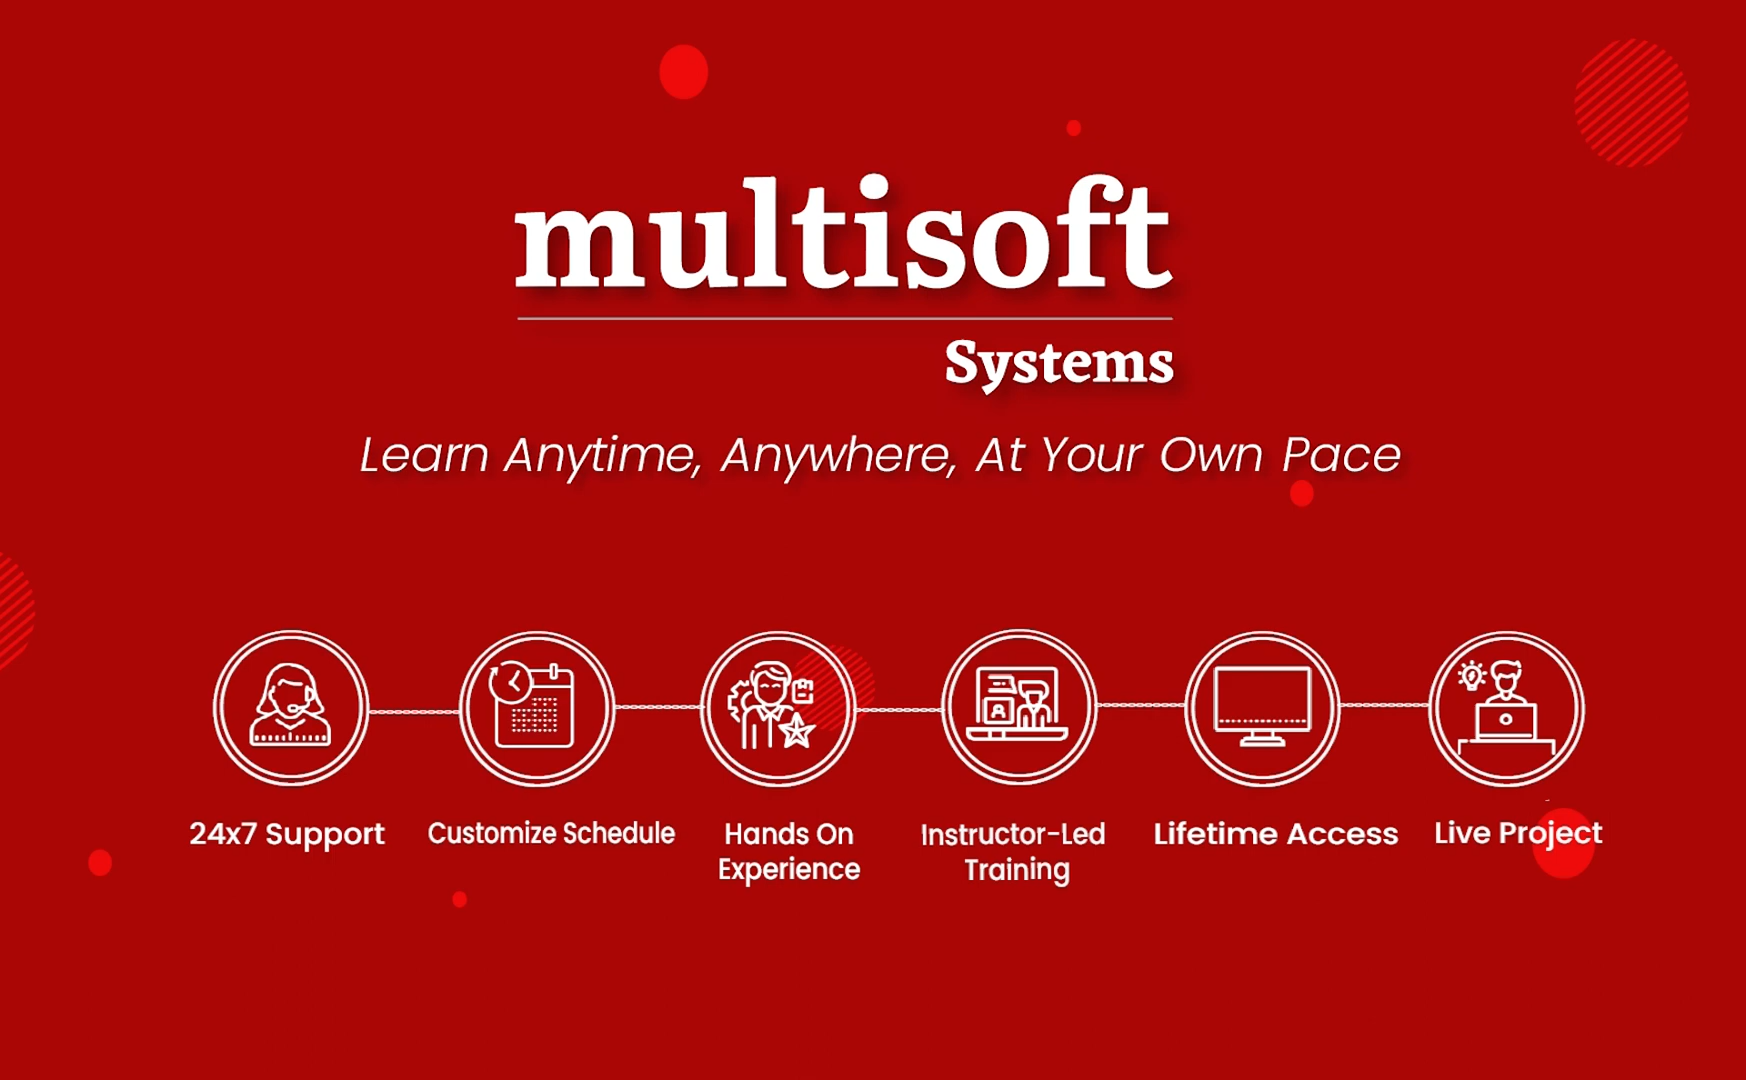 multisoft
Systems
Learn Anytime, Anywhere, At Your Own Pace
24x7 Support
Customize Schedule
Hands On
Experience
Instructor-Led
Training
Lifetime Access
Live Project